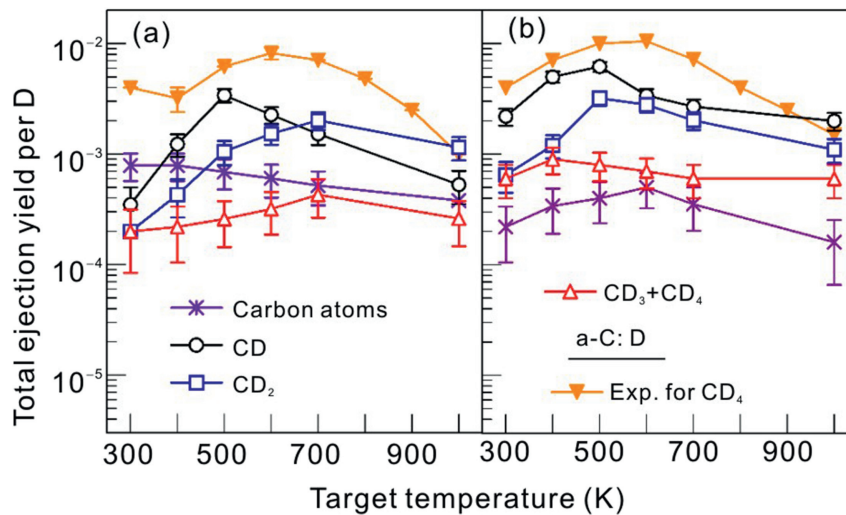 (a)
(b)
Total ejection yield per D
10⁻²
10⁻³
10⁻⁴
10⁻⁵
Carbon atoms
CD
CD₂
CD₃+CD₄
a-C: D
Exp. for CD₄
300 500 700 900
300 500 700 900
Target temperature (K)